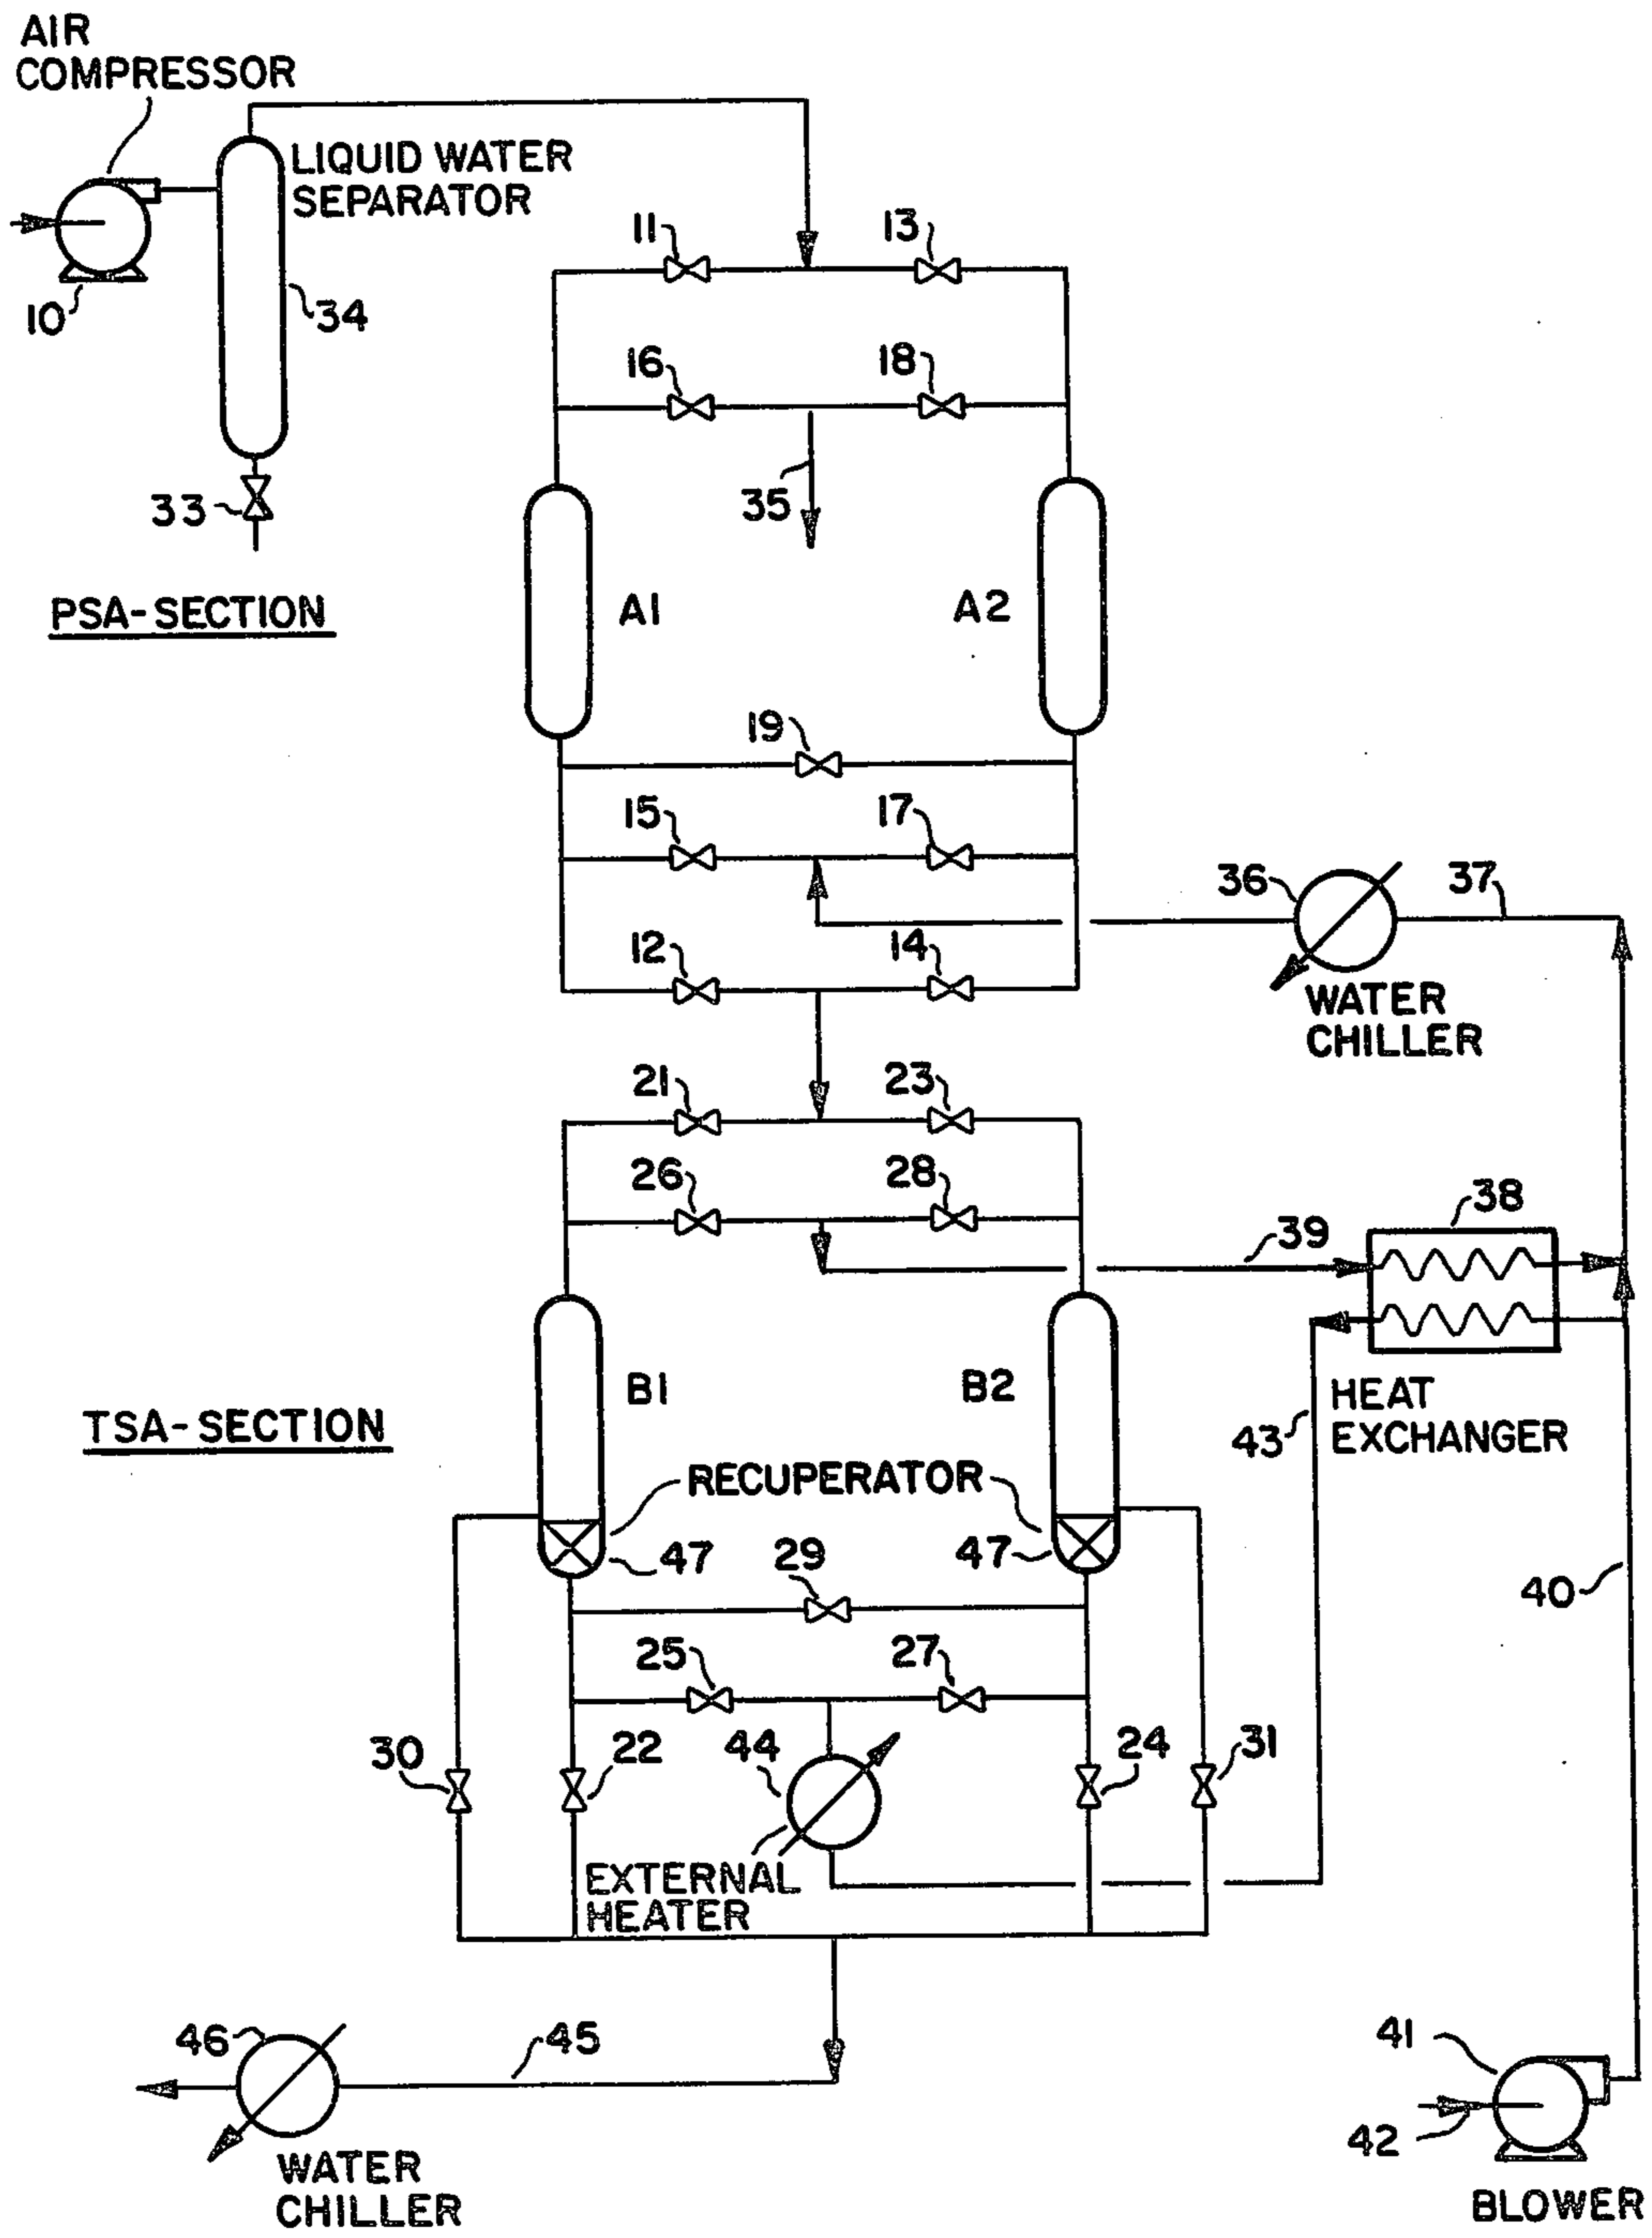 AIR
COMPRESSOR
LIQUID WATER
SEPARATOR
11
13
10
34
16
18
33
35
PSA-SECTION
A1
A2
19
15
17
36
37
12
14
WATER
CHILLER
21
23
26
28
38
39
B1
B2
HEAT
EXCHANGER
43
TSA-SECTION
RECUPERATOR
47
47
29
40
25
27
30
22
44
24
31
EXTERNAL
HEATER
46
45
41
42
WATER
CHILLER
BLOWER